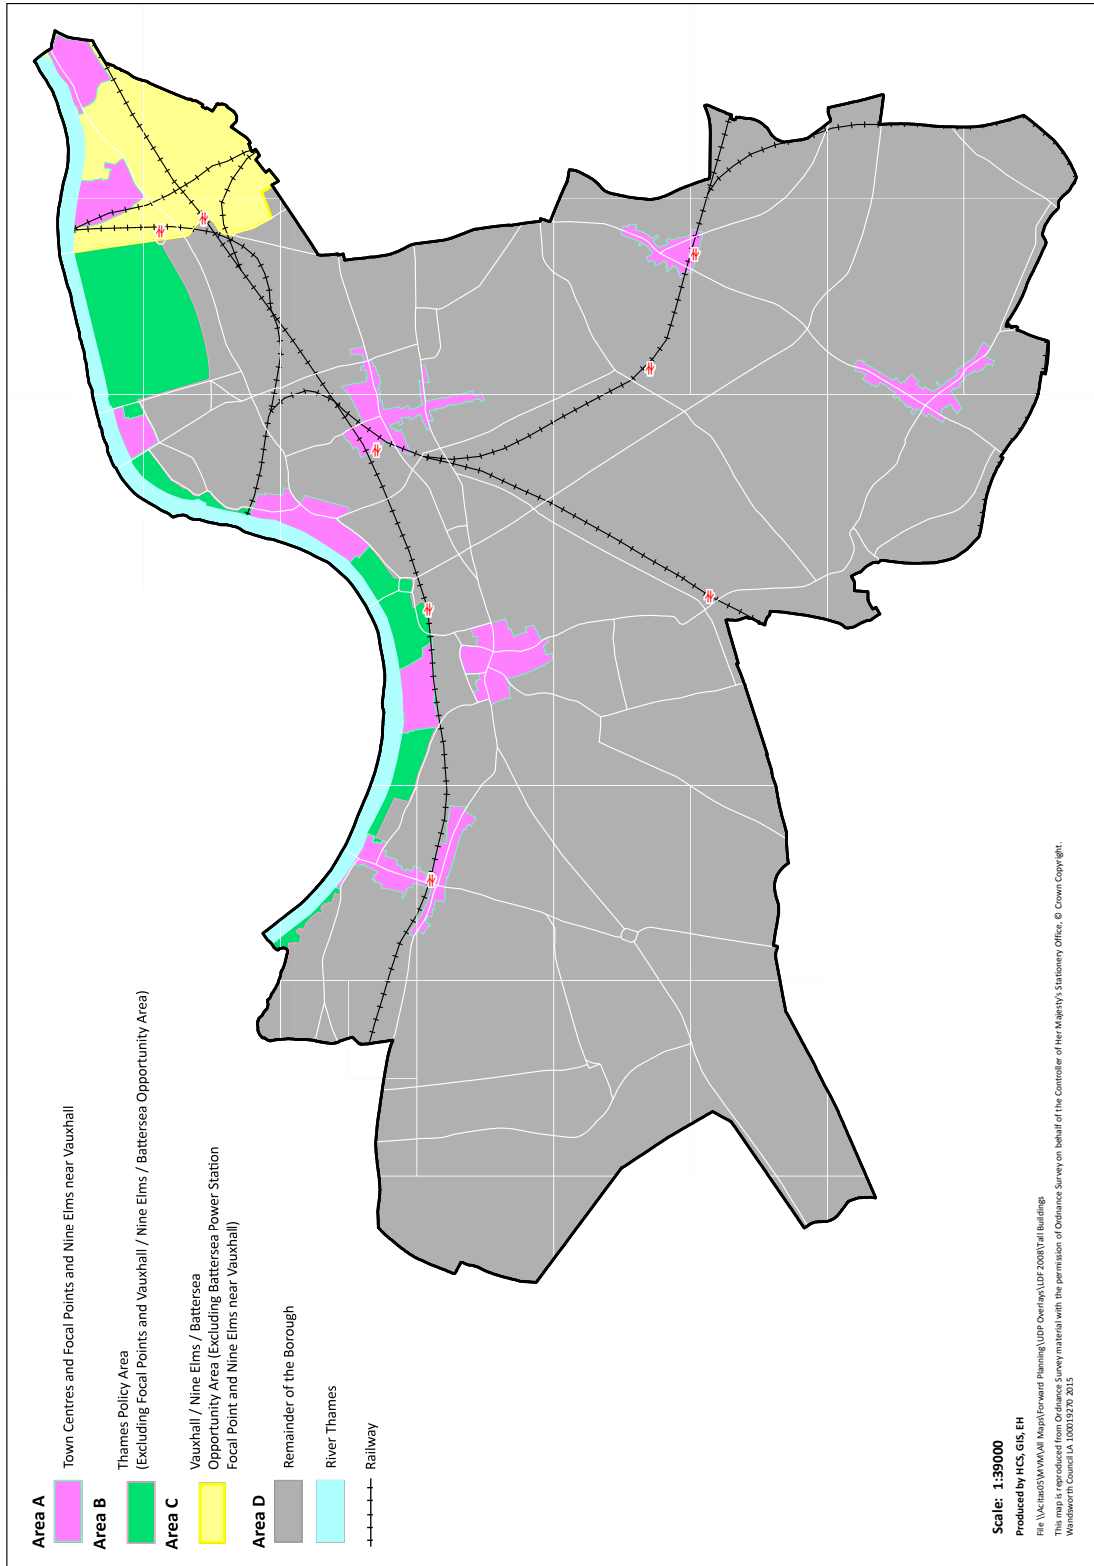 Area A
Town Centres and Focal Points and Nine Elms near Vauxhall
Area B
Thames Policy Area
(Excluding Focal Points and Vauxhall / Nine Elms / Battersea Opportunity Area)
Area C
Vauxhall / Nine Elms / Battersea
Opportunity Area (Excluding Battersea Power Station
Focal Point and Nine Elms near Vauxhall)
Area D
Remainder of the Borough
River Thames
Railway
Scale: 1:39000
Produced by HCS, GIS, EH
File \\Acitas05\MVM\All Maps\Forward Planning\UDP Overlays\LDF 2008\Tall Buildings
This map is reproduced from Ordnance Survey material with the permission of Ordnance Survey on behalf of the Controller of Her Majesty's Stationery Office, © Crown Copyright.
Wandsworth Council LA 100019270 2015